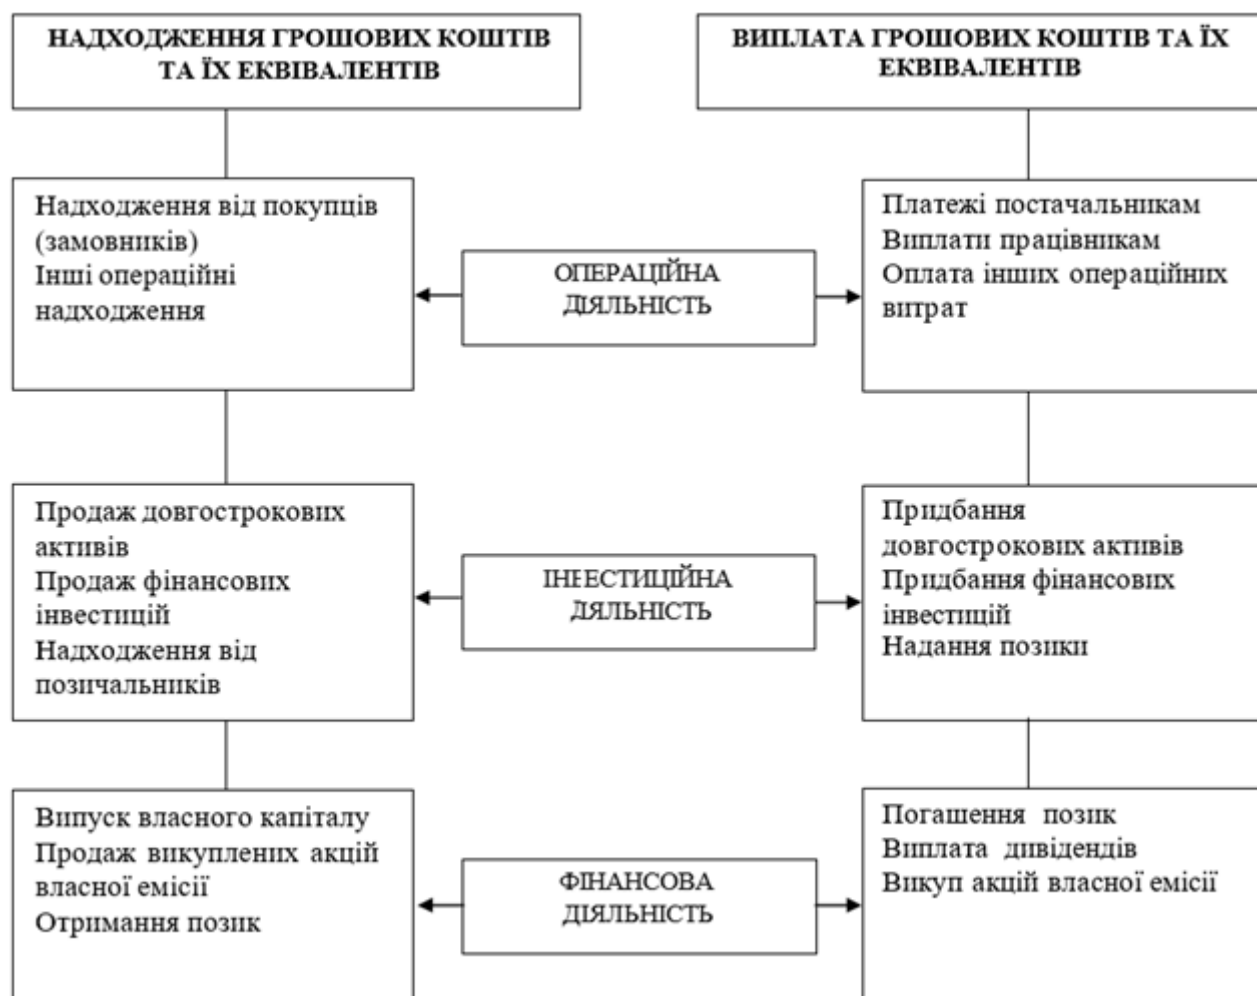 НАДХОДЖЕННЯ ГРОШОВИХ КОШТІВ
ТА ЇХ ЕКВІВАЛЕНТІВ
ВИПЛАТА ГРОШОВИХ КОШТІВ ТА ЇХ
ЕКВІВАЛЕНТІВ
Надходження від покупців
(замовників)
Інші операційні
надходження
ОПЕРАЦІЙНА
ДІЯЛЬНІСТЬ
Платежі постачальникам
Виплати працівникам
Оплата інших операційних
витрат
Продаж довгострокових
активів
Продаж фінансових
інвестицій
Надходження від
позичальників
ІНВЕСТИЦІЙНА
ДІЯЛЬНІСТЬ
Придбання
довгострокових активів
Придбання фінансових
інвестицій
Надання позики
Випуск власного капіталу
Продаж викуплених акцій
власної емісії
Отримання позик
ФІНАНСОВА
ДІЯЛЬНІСТЬ
Погашення позик
Виплата дивідендів
Викуп акцій власної емісії